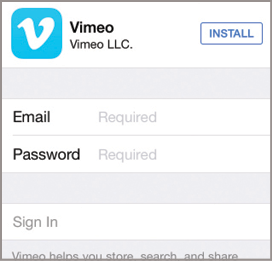 Vimeo
Vimeo LLC.
INSTALL
Email Required
Password Required
Sign In
Vimeo helps you store, search, and share